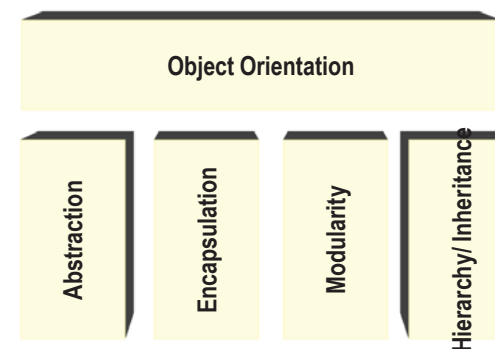 Object Orientation
Abstraction
Encapsulation
Modularity
Hierarchy/ Inheritance